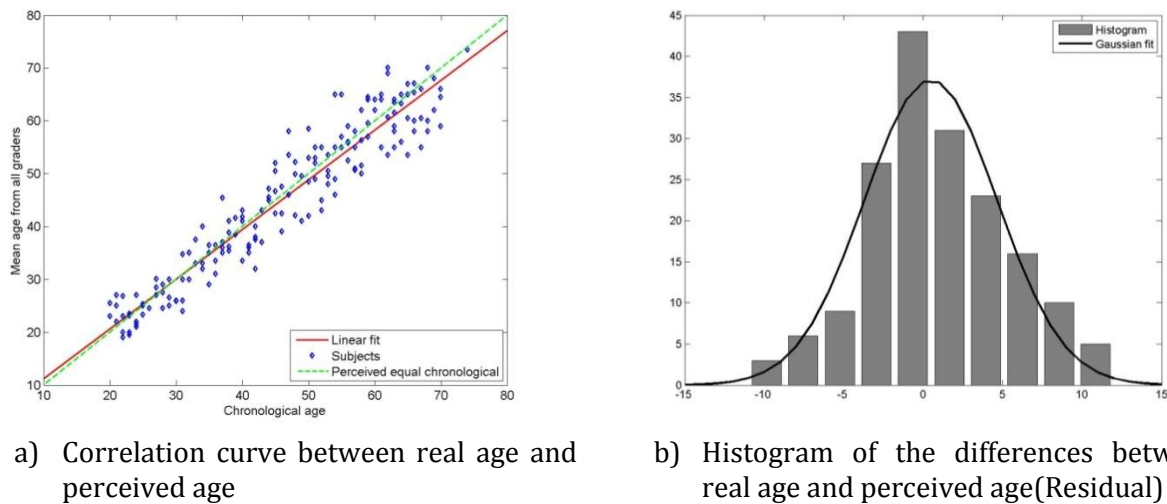 80
70
60
50
40
30
20
10
Mean age from all graders
Linear fit
Subjects
Perceived equal chronological
10 20 30 40 50 60 70 80
Chronological age
45
40
35
30
25
20
15
10
5
0
Histogram
Gaussian fit
-15 -10 -5 0 5 10 15
a) Correlation curve between real age and
perceived age
b) Histogram of the differences betw
real age and perceived age(Residual)